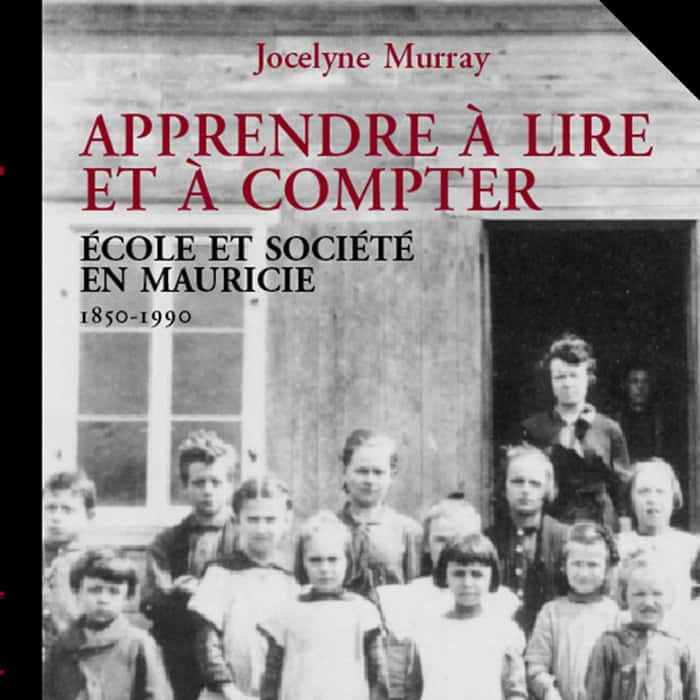 Jocelyne Murray
APPRENDRE À LIRE
ET À COMPTER
ÉCOLE ET SOCIÉTÉ
EN MAURICIE
1850-1990